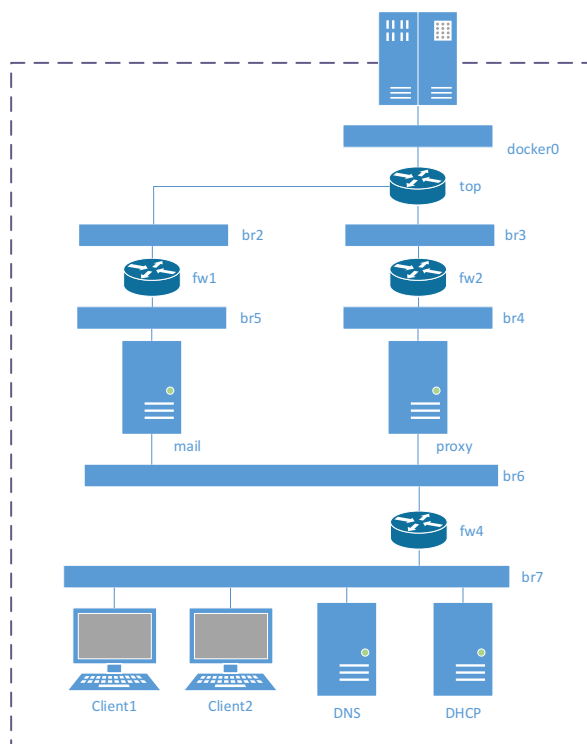 docker0
top
br2
br3
fw1
fw2
br5
br4
mail
proxy
br6
fw4
br7
Client1
Client2
DNS
DHCP